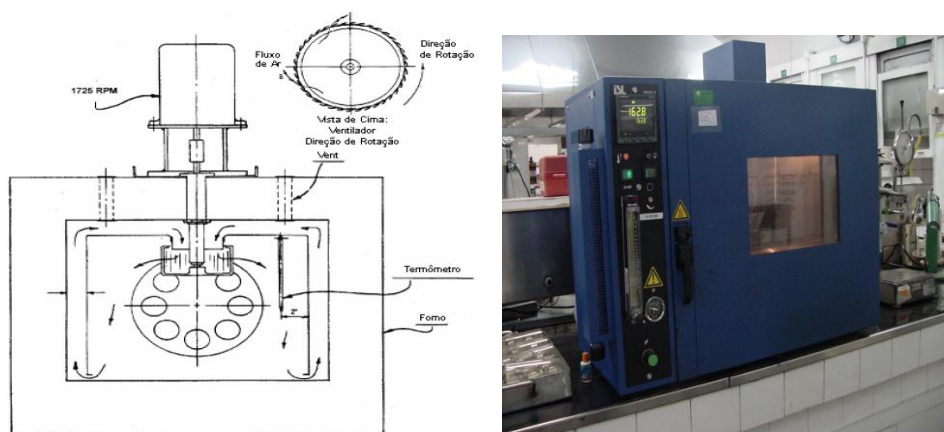 Fluxo
de Ar
Direção
de Rotação
1725 RPM
Vista de Cima:
Ventilador
Direção de Rotação
Vent
Termômetro
2"
Forno
ISL
162.8